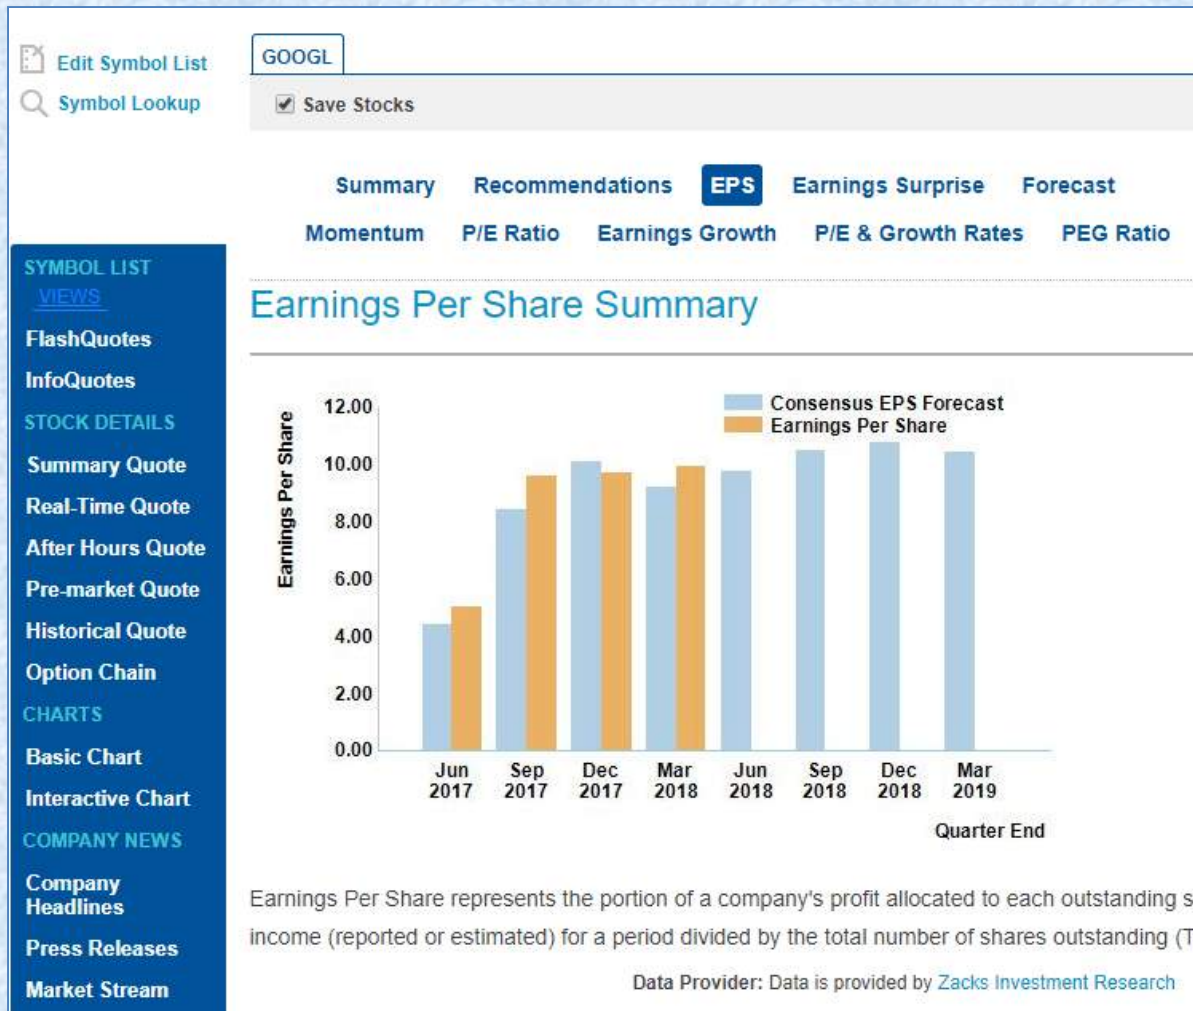 Edit Symbol List
Symbol Lookup
GOOGL
Save Stocks
Summary Recommendations EPS Earnings Surprise Forecast
Momentum P/E Ratio Earnings Growth P/E & Growth Rates PEG Ratio
SYMBOL LIST
VIEWS
FlashQuotes
InfoQuotes
STOCK DETAILS
Summary Quote
Real-Time Quote
After Hours Quote
Pre-market Quote
Historical Quote
Option Chain
CHARTS
Basic Chart
Interactive Chart
COMPANY NEWS
Company
Headlines
Press Releases
Market Stream
Earnings Per Share Summary
Consensus EPS Forecast
Earnings Per Share
Earnings Per Share
12.00
10.00
8.00
6.00
4.00
2.00
0.00
Jun Sep Dec Mar Jun Sep Dec Mar
2017 2017 2017 2018 2018 2018 2018 2019
Quarter End
Earnings Per Share represents the portion of a company's profit allocated to each outstanding s
income (reported or estimated) for a period divided by the total number of shares outstanding (T
Data Provider: Data is provided by Zacks Investment Research